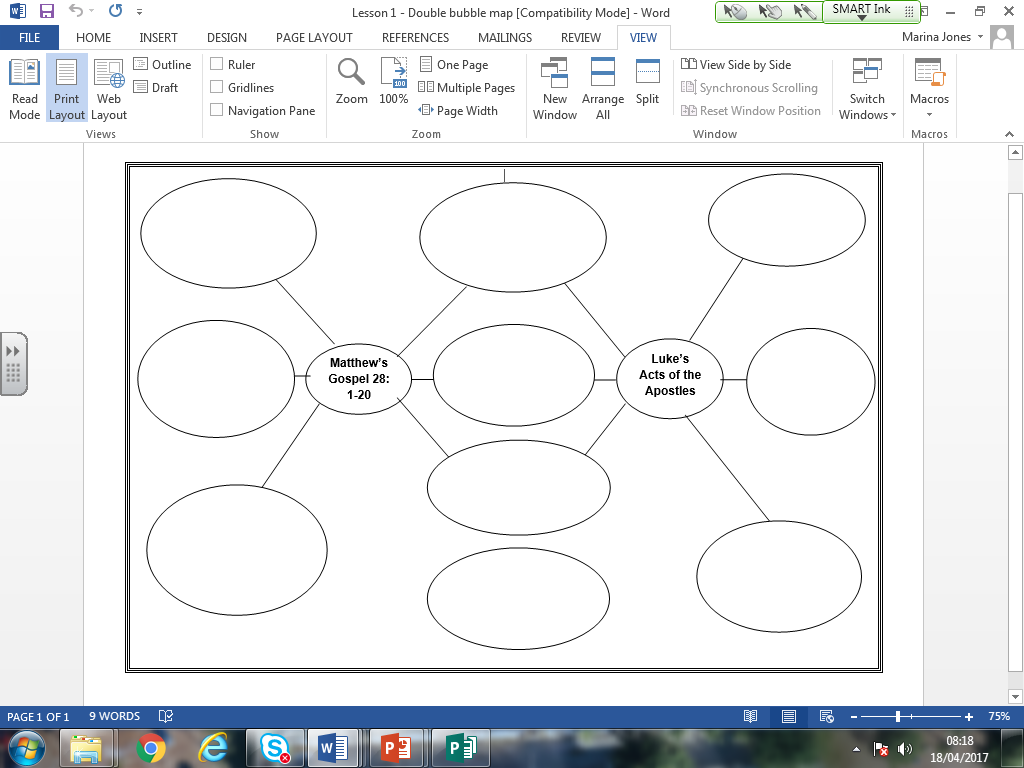 Lesson 1 - Double bubble map [Compatibility Mode] - Word
SMART Ink
FILE HOME INSERT DESIGN PAGE LAYOUT REFERENCES MAILINGS REVIEW VIEW Marina Jones
Read Mode
Print Layout
Web Layout
Outline
Draft
Views
Ruler
Gridlines
Navigation Pane
Show
Zoom
100
100%
One Page
Multiple Pages
Page Width
Zoom
New Window
Arrange All
Split
View Side by Side
Synchronous Scrolling
Reset Window Position
Window
Switch Windows
Macros
Macros
Matthew's
Gospel 28:
1-20
Luke's
Acts of the
Apostles
PAGE 1 OF 1 9 WORDS 75%
08:18
18/04/2017